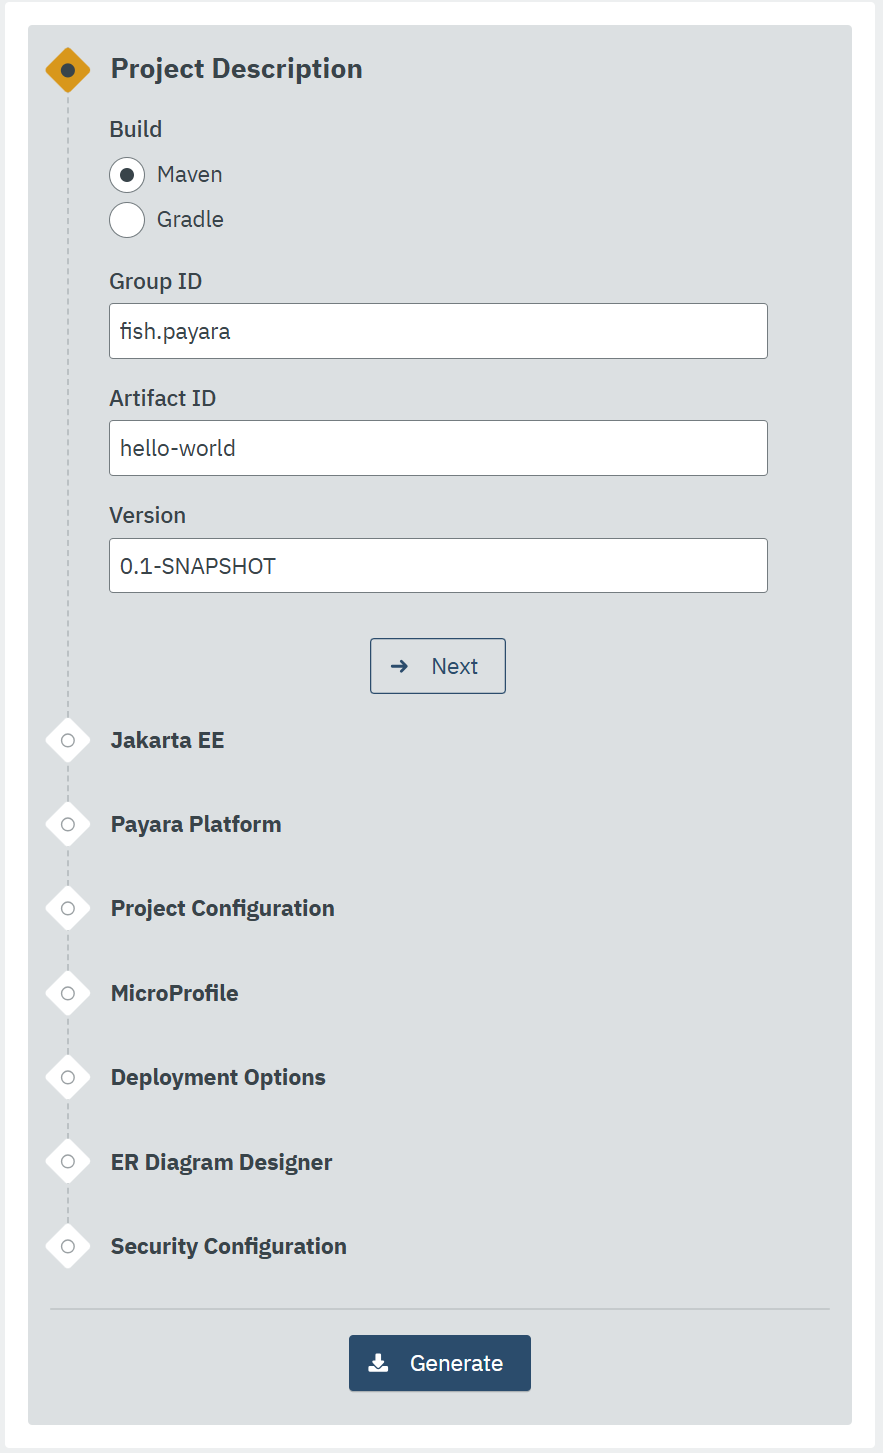 Project Description
Build
Maven
Gradle
Group ID
fish.payara
Artifact ID
hello-world
Version
0.1-SNAPSHOT
Next
Jakarta EE
Payara Platform
Project Configuration
MicroProfile
Deployment Options
ER Diagram Designer
Security Configuration
Generate